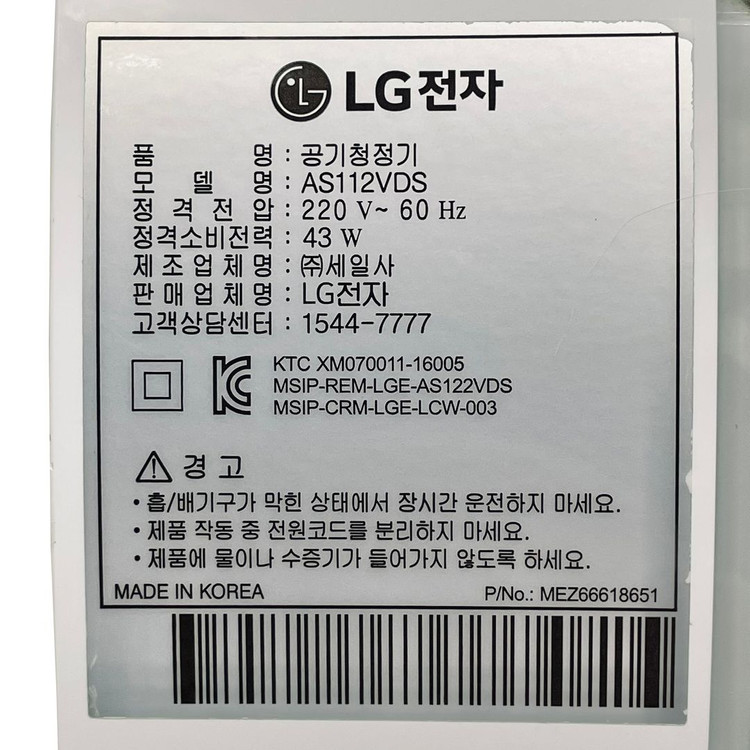 LG전자
품 명 : 공기청정기
모 델 명 : AS112VDS
정 격 전 압 : 220 V~ 60 Hz
정격소비전력 : 43 W
제 조 업 체 명 : ㈜세일사
판 매 업 체 명 : LG전자
고객상담센터 : 1544-7777
KTC XM070011-16005
MSIP-REM-LGE-AS122VDS
MSIP-CRM-LGE-LCW-003
경 고
• 흡/배기구가 막힌 상태에서 장시간 운전하지 마세요.
• 제품 작동 중 전원코드를 분리하지 마세요.
• 제품에 물이나 수증기가 들어가지 않도록 하세요.
MADE IN KOREA P/No.: MEZ66618651